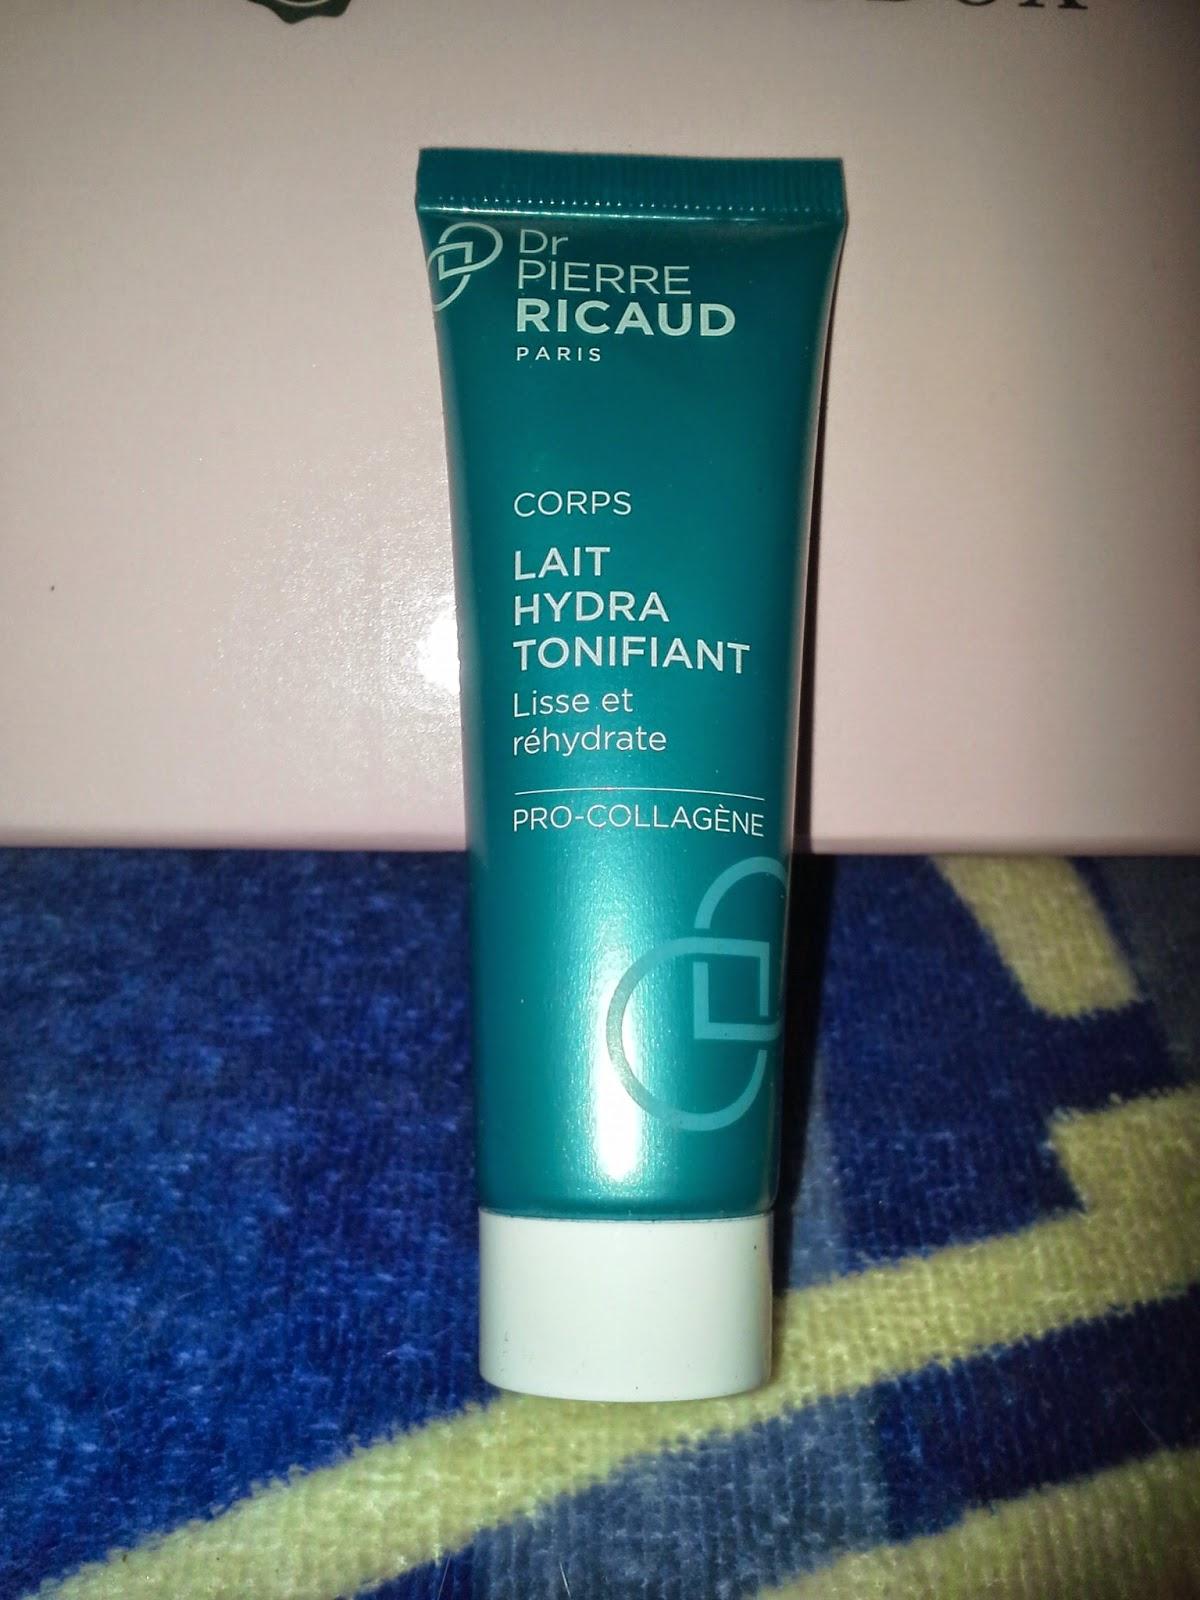 Dr
PIERRE
RICAUD
PARIS
CORPS
LAIT
HYDRA
TONIFIANT
Lisse et
réhydrate
PRO-COLLAGÈNE